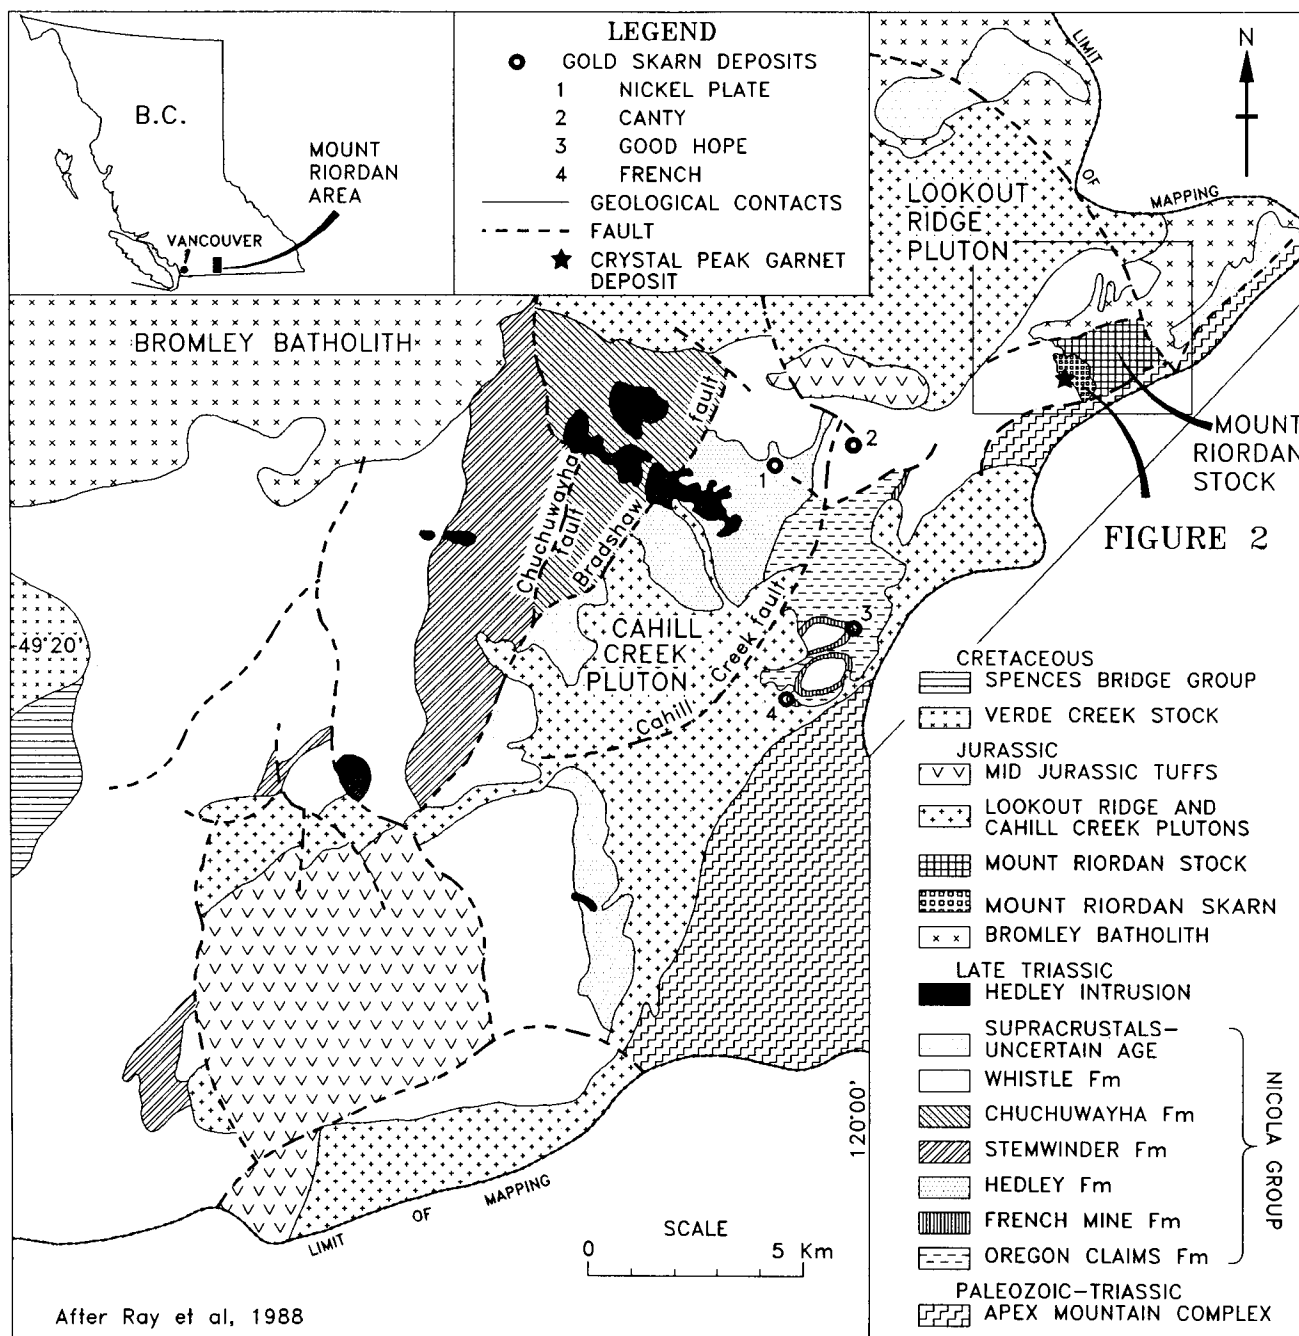 B.C.
MOUNT
RIORDAN
AREA
VANCOUVER
LEGEND
GOLD SKARN DEPOSITS
1 NICKEL PLATE
2 CANTY
3 GOOD HOPE
4 FRENCH
GEOLOGICAL CONTACTS
FAULT
CRYSTAL PEAK GARNET
DEPOSIT
N
LIMIT OF MAPPING
LOOKOUT
RIDGE
PLUTON
BROMLEY BATHOLITH
Chuchuwayha
fault
Bradshaw fault
1
2
MOUNT
RIORDAN
STOCK
FIGURE 2
49°20'
CAHILL
CREEK
PLUTON
Cahill Creek fault
3
4
CRETACEOUS
SPENCES BRIDGE GROUP
VERDE CREEK STOCK
JURASSIC
MID JURASSIC TUFFS
LOOKOUT RIDGE AND
CAHILL CREEK PLUTONS
MOUNT RIORDAN STOCK
MOUNT RIORDAN SKARN
BROMLEY BATHOLITH
LATE TRIASSIC
HEDLEY INTRUSION
SUPRACRUSTALS-
UNCERTAIN AGE
WHISTLE Fm
CHUCHUWAYHA Fm
STEMWINDER Fm
HEDLEY Fm
FRENCH MINE Fm
OREGON CLAIMS Fm
NICOLA GROUP
PALEOZOIC-TRIASSIC
APEX MOUNTAIN COMPLEX
120°00'
LIMIT OF MAPPING
SCALE
0 5 Km
After Ray et al, 1988